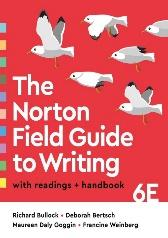 The
Norton
Field Guide
to Writing
with readings + handbook
6E
Richard Bullock • Deborah Bertsch
Maureen Daly Goggin • Francine Weinberg